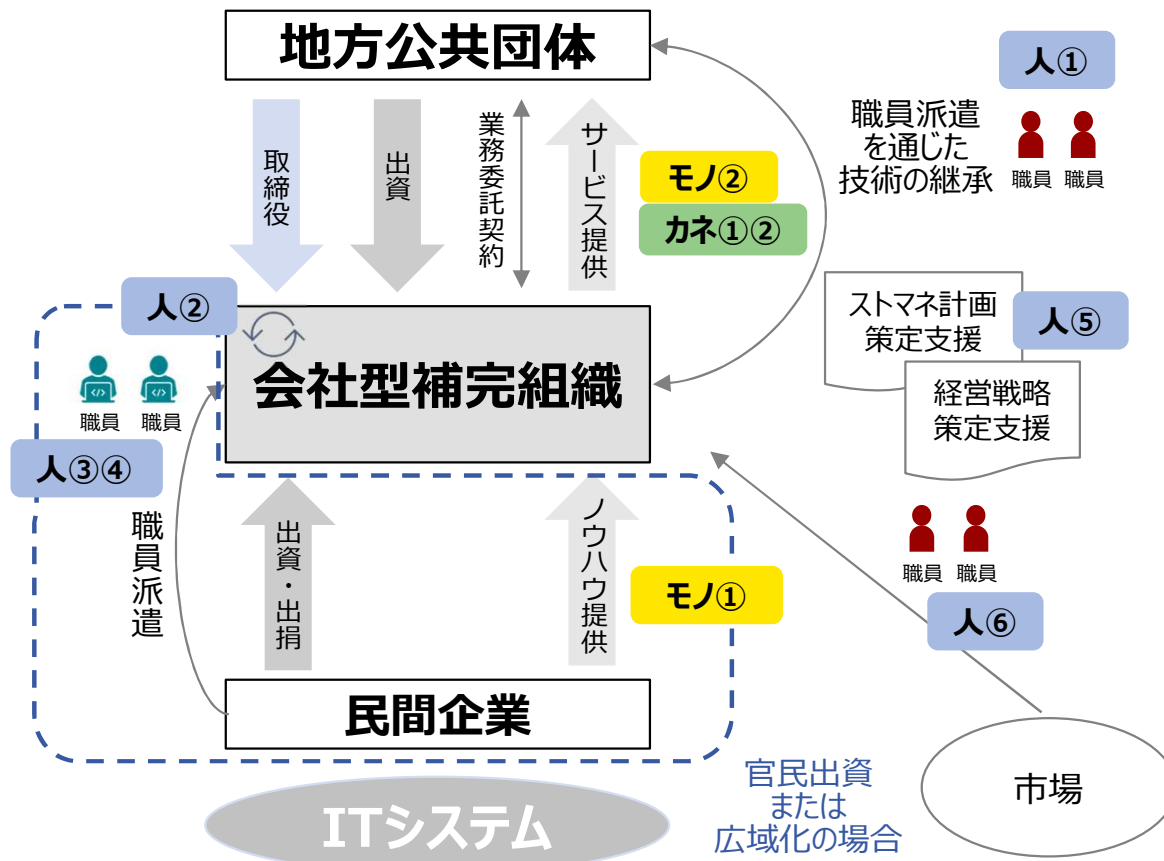 地方公共団体
人①
職員派遣
を通じた
技術の継承
職員 職員
取締役
出資
業務委託契約
サービス提供
モノ②
カネ①②
人②
ストマネ計画
策定支援
人⑤
経営戦略
策定支援
会社型補完組織
職員 職員
人③④
職員派遣
出資・出捐
ノウハウ提供
モノ①
職員 職員
人⑥
民間企業
ITシステム
官民出資
または
広域化の場合
市場